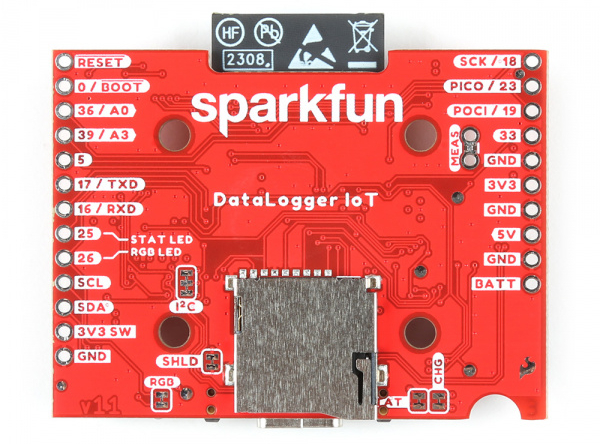 HF
Pb
2308
sparkfun
DataLogger IoT
RESET
0 / BOOT
36 / A0
39 / A3
5
17 / TXD
16 / RXD
25
STAT LED
26
RGB LED
SCL
SDA
3V3 SW
GND
I²C
SHLD
RGB
v11
SCK / 18
PICO / 23
POCI / 19
33
MEAS
GND
3V3
GND
5V
GND
BATT
CHG
AT